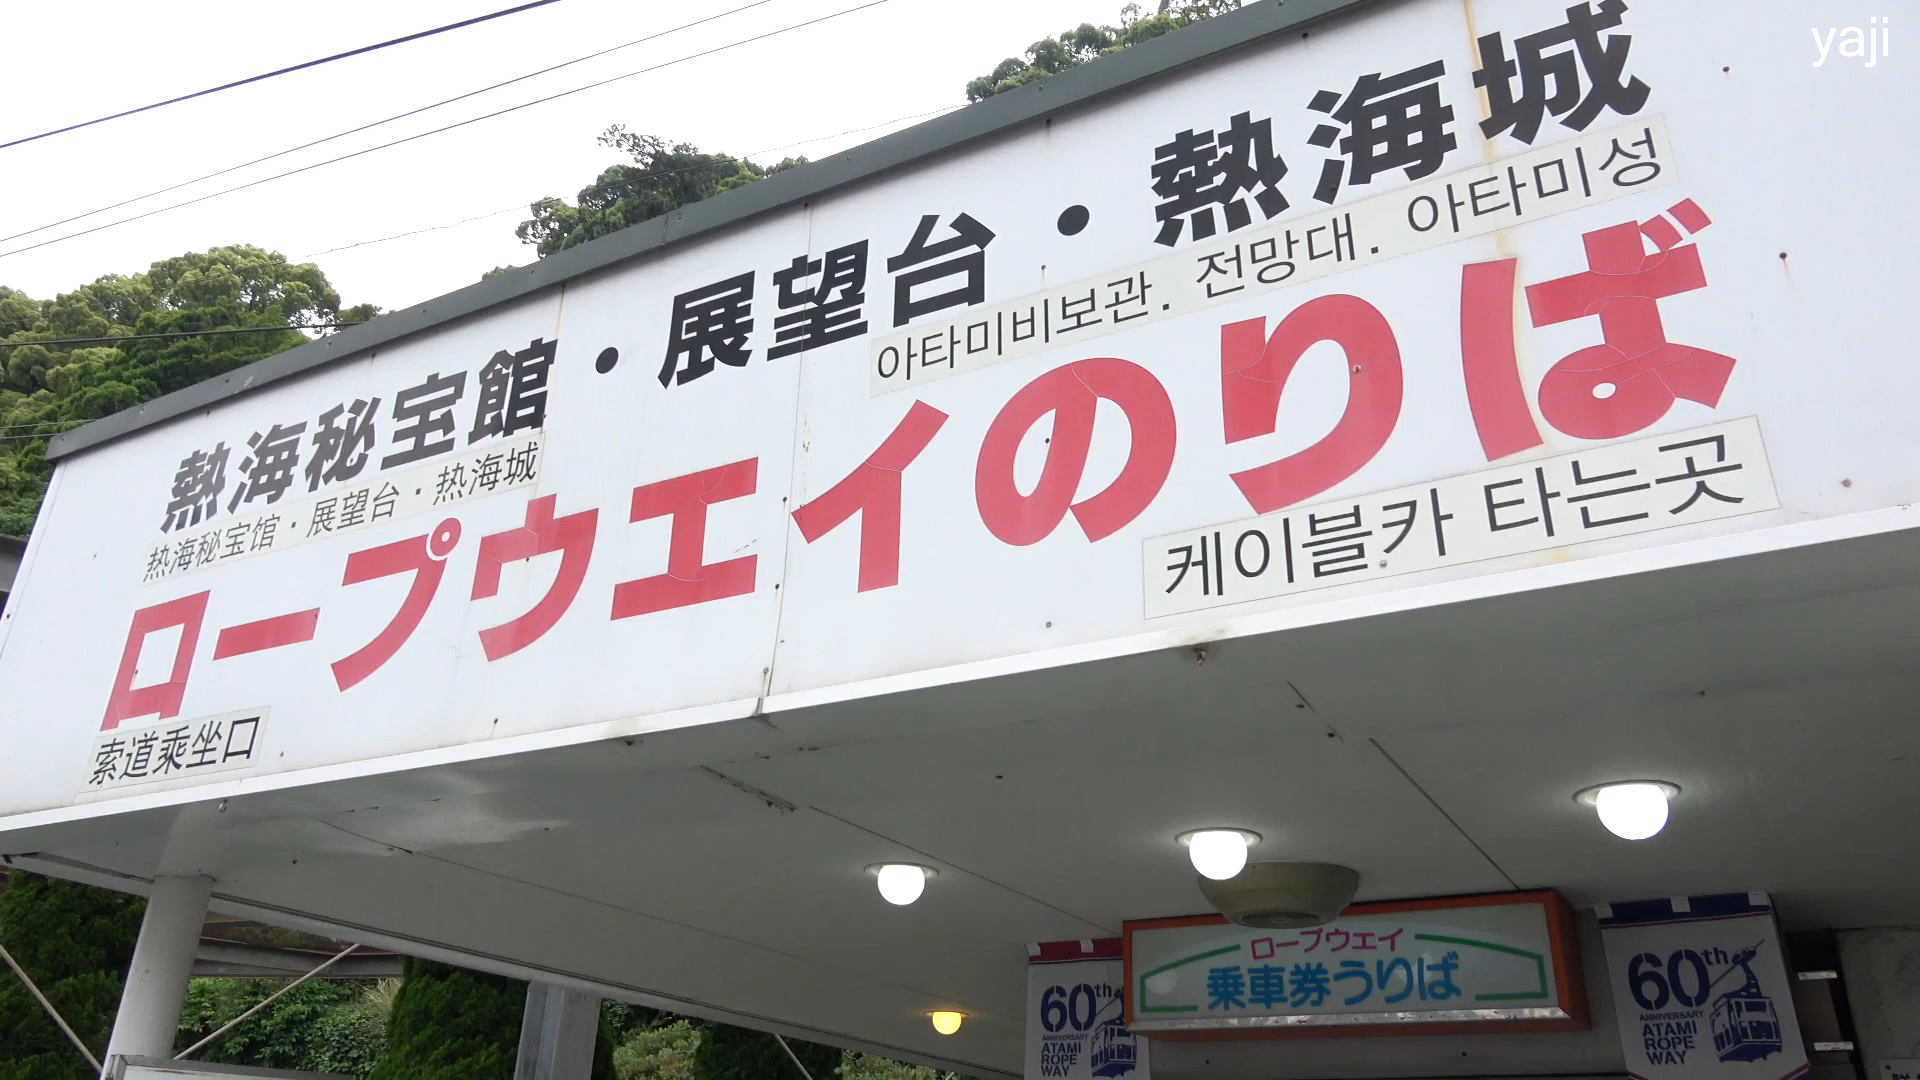 yaji
熱海秘宝館・展望台・熱海城
热海秘宝馆・展望台・热海城
아타미비보관. 전망대. 아타미성
ロープウエイのりば
索道乘坐口
케이블카 타는곳
ロープウエイ
乗車券うりば
60th
ANNIVERSARY
ATAMI
ROPE
WAY
60th
ANNIVERSARY
ATAMI
ROPE
WAY